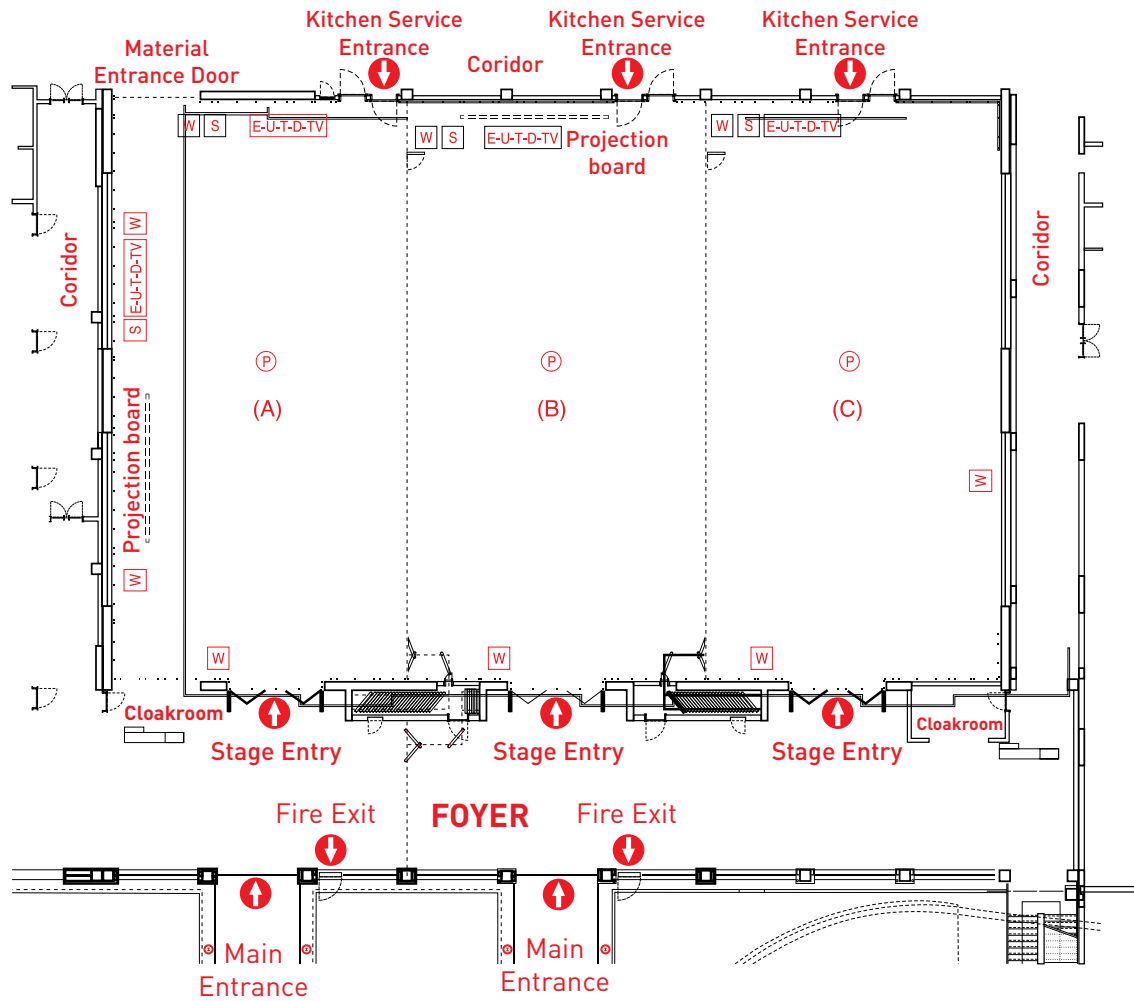 Kitchen Service
Entrance
Kitchen Service
Entrance
Kitchen Service
Entrance
Material
Entrance Door
Coridor
W
S
E-U-T-D-TV
W
S
E-U-T-D-TV
Projection
board
W
S
E-U-T-D-TV
Coridor
W
E-U-T-D-TV
S
Coridor
P
(A)
P
(B)
P
(C)
Projection board
W
W
W
W
W
Cloakroom
Stage Entry
Stage Entry
Stage Entry
Cloakroom
Fire Exit
FOYER
Fire Exit
Main
Entrance
Main
Entrance